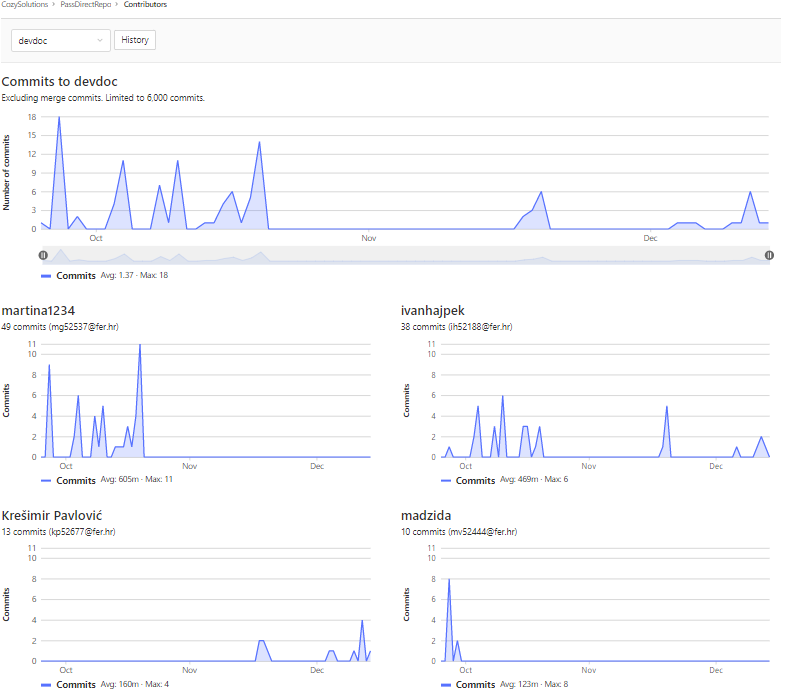 CozySolutions > PassDirectRepo > Contributors
devdoc History
Commits to devdoc
Excluding merge commits. Limited to 6,000 commits.
Number of commits
18
15
12
9
6
3
0
Oct Nov Dec
Commits Avg: 1.37 · Max: 18
martina1234
49 commits (mg52537@fer.hr)
Commits
11
10
8
6
4
2
0
Oct Nov Dec
Commits Avg: 605m · Max: 11
ivanhajpek
38 commits (ih52188@fer.hr)
Commits
11
10
8
6
4
2
0
Oct Nov Dec
Commits Avg: 469m · Max: 6
Krešimir Pavlović
13 commits (kp52677@fer.hr)
Commits
11
10
8
6
4
2
0
Oct Nov Dec
Commits Avg: 160m · Max: 4
madzida
10 commits (mv52444@fer.hr)
Commits
11
10
8
6
4
2
0
Oct Nov Dec
Commits Avg: 123m · Max: 8